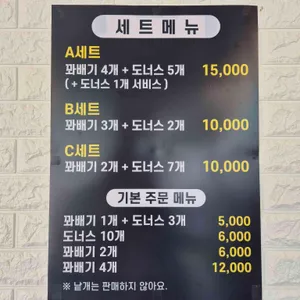 세트메뉴
A세트
꽈배기 4개 + 도너스 5개 15,000
( + 도너스 1개 서비스 )
B세트
꽈배기 3개 + 도너스 2개 10,000
C세트
꽈배기 2개 + 도너스 7개 10,000
기본 주문 메뉴
꽈배기 1개 + 도너스 3개 5,000
도너스 10개 6,000
꽈배기 2개 6,000
꽈배기 4개 12,000
※ 낱개는 판매하지 않아요.